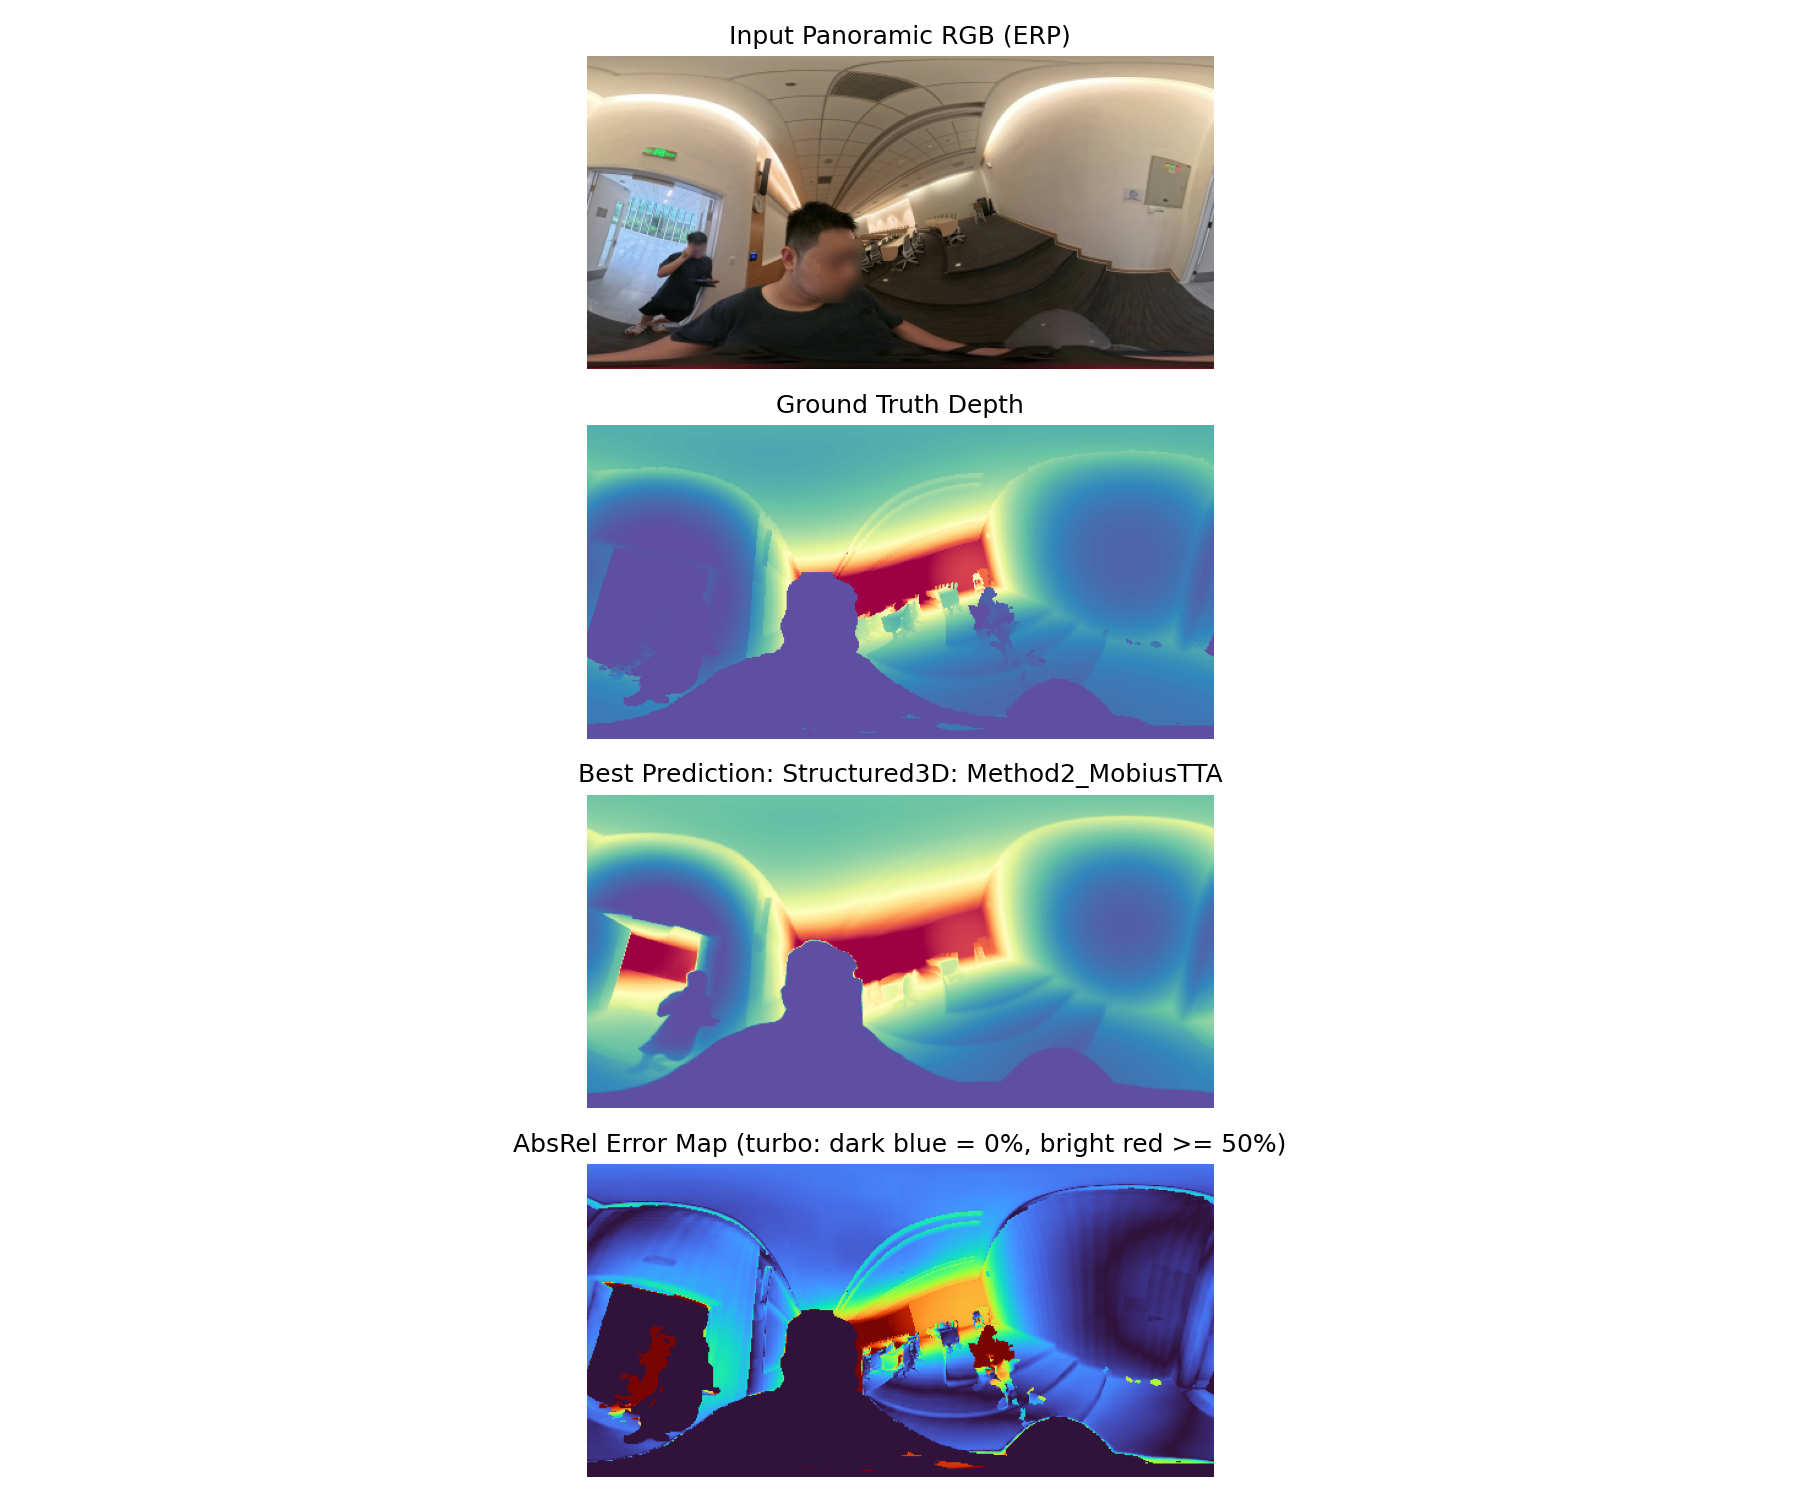 Input Panoramic RGB (ERP)
Ground Truth Depth
Best Prediction: Structured3D: Method2_MobiusTTA
AbsRel Error Map (turbo: dark blue = 0%, bright red >= 50%)